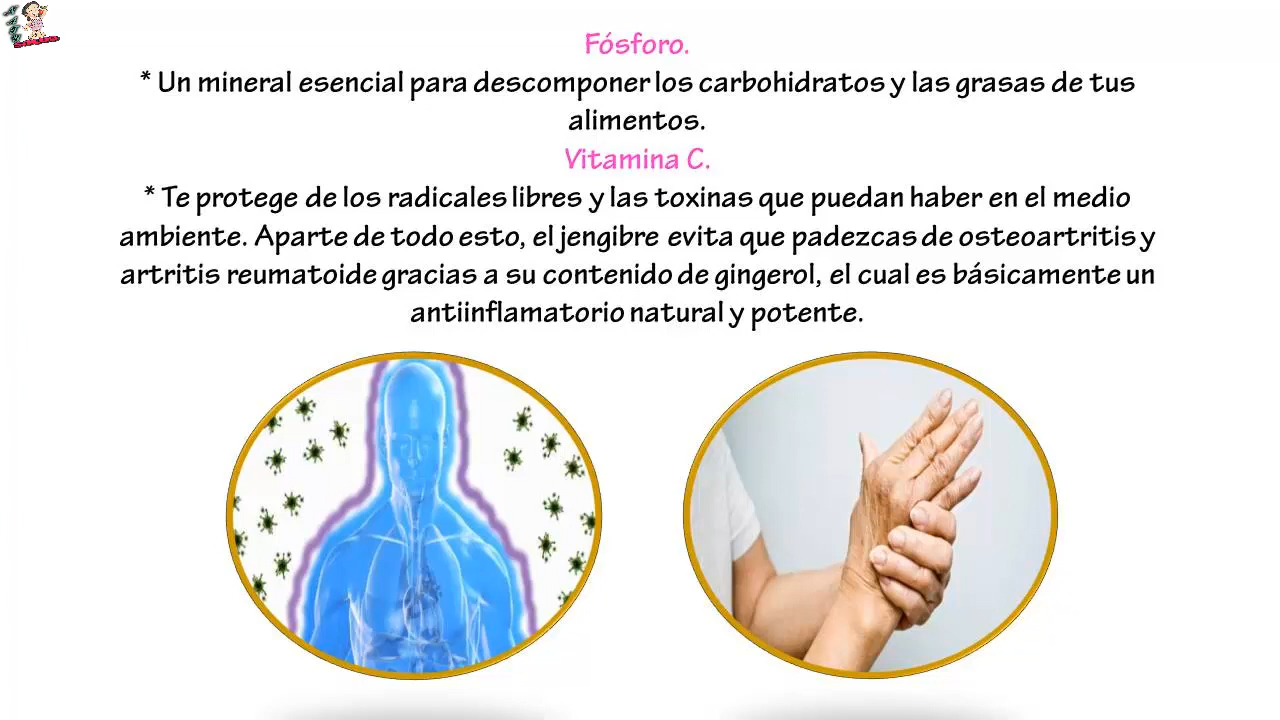 Fósforo.
* Un mineral esencial para descomponer los carbohidratos y las grasas de tus
alimentos.
Vitamina C.
* Te protege de los radicales libres y las toxinas que puedan haber en el medio
ambiente. Aparte de todo esto, el jengibre evita que padezcas de osteoartritis y
artritis reumatoide gracias a su contenido de gingerol, el cual es básicamente un
antiinflamatorio natural y potente.